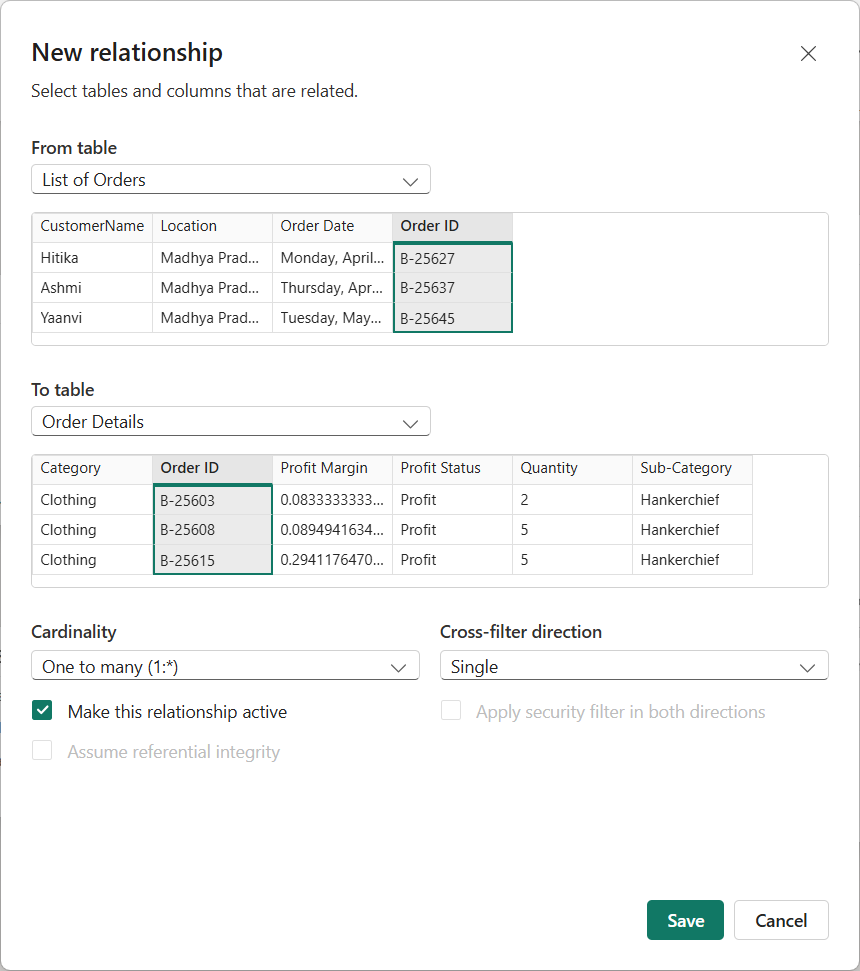 New relationship
Select tables and columns that are related.
From table
List of Orders
CustomerName Location Order Date Order ID
Hitika Madhya Prad... Monday, April... B-25627
Ashmi Madhya Prad... Thursday, Apr... B-25637
Yaanvi Madhya Prad... Tuesday, May... B-25645
To table
Order Details
Category Order ID Profit Margin Profit Status Quantity Sub-Category
Clothing B-25603 0.0833333333... Profit 2 Hankerchief
Clothing B-25608 0.0894941634... Profit 5 Hankerchief
Clothing B-25615 0.2941176470... Profit 5 Hankerchief
Cardinality Cross-filter direction
One to many (1:*) Single
Make this relationship active Apply security filter in both directions
Assume referential integrity
Save Cancel